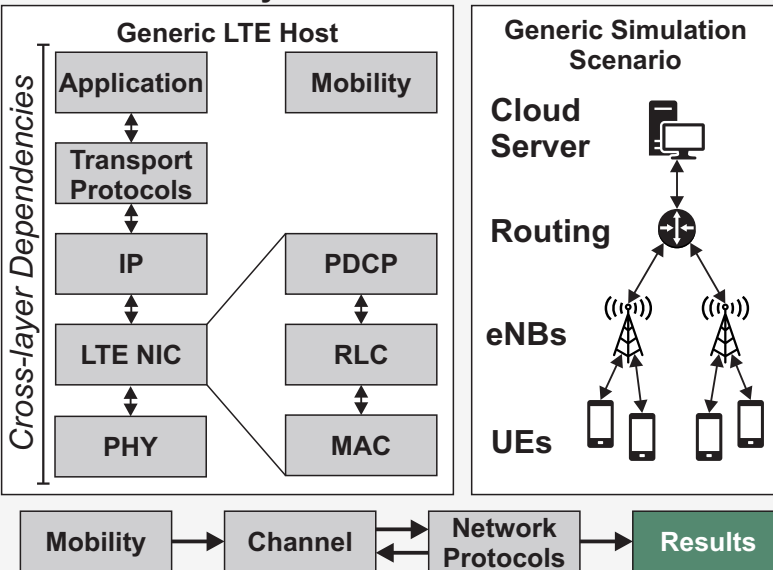 Generic LTE Host
Cross-layer Dependencies
Application
Mobility
Transport
Protocols
IP
PDCP
LTE NIC
RLC
PHY
MAC
Generic Simulation
Scenario
Cloud
Server
Routing
eNBs
UEs
Mobility
Channel
Network
Protocols
Results